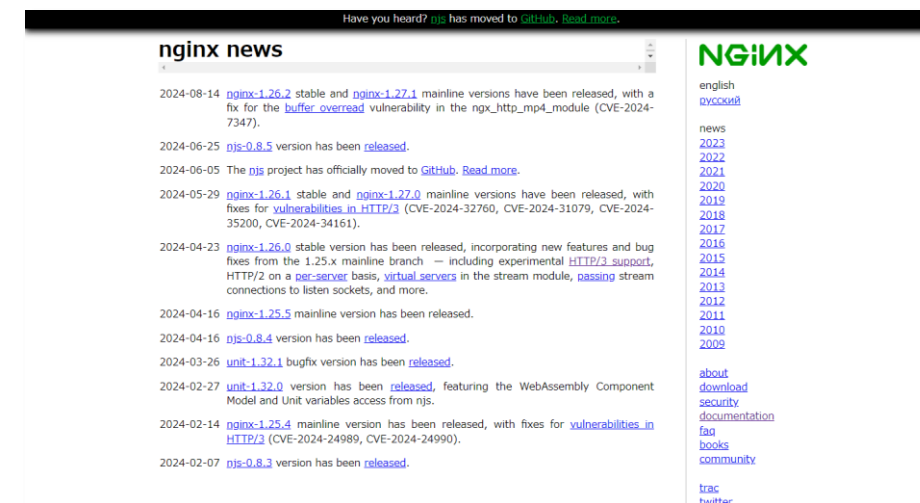 Have you heard? njs has moved to GitHub. Read more.
nginx news
2024-08-14 nginx-1.26.2 stable and nginx-1.27.1 mainline versions have been released, with a
fix for the buffer overread vulnerability in the ngx_http_mp4_module (CVE-2024-
7347).
2024-06-25 njs-0.8.5 version has been released.
2024-06-05 The njs project has officially moved to GitHub. Read more.
2024-05-29 nginx-1.26.1 stable and nginx-1.27.0 mainline versions have been released, with
fixes for vulnerabilities in HTTP/3 (CVE-2024-32760, CVE-2024-31079, CVE-2024-
35200, CVE-2024-34161).
2024-04-23 nginx-1.26.0 stable version has been released, incorporating new features and bug
fixes from the 1.25.x mainline branch — including experimental HTTP/3 support,
HTTP/2 on a per-server basis, virtual servers in the stream module, passing stream
connections to listen sockets, and more.
2024-04-16 nginx-1.25.5 mainline version has been released.
2024-04-16 njs-0.8.4 version has been released.
2024-03-26 unit-1.32.1 bugfix version has been released.
2024-02-27 unit-1.32.0 version has been released, featuring the WebAssembly Component
Model and Unit variables access from njs.
2024-02-14 nginx-1.25.4 mainline version has been released, with fixes for vulnerabilities in
HTTP/3 (CVE-2024-24989, CVE-2024-24990).
2024-02-07 njs-0.8.3 version has been released.
NGINX
english
русский
news
2023
2022
2021
2020
2019
2018
2017
2016
2015
2014
2013
2012
2011
2010
2009
about
download
security
documentation
faq
books
community
trac
twitter